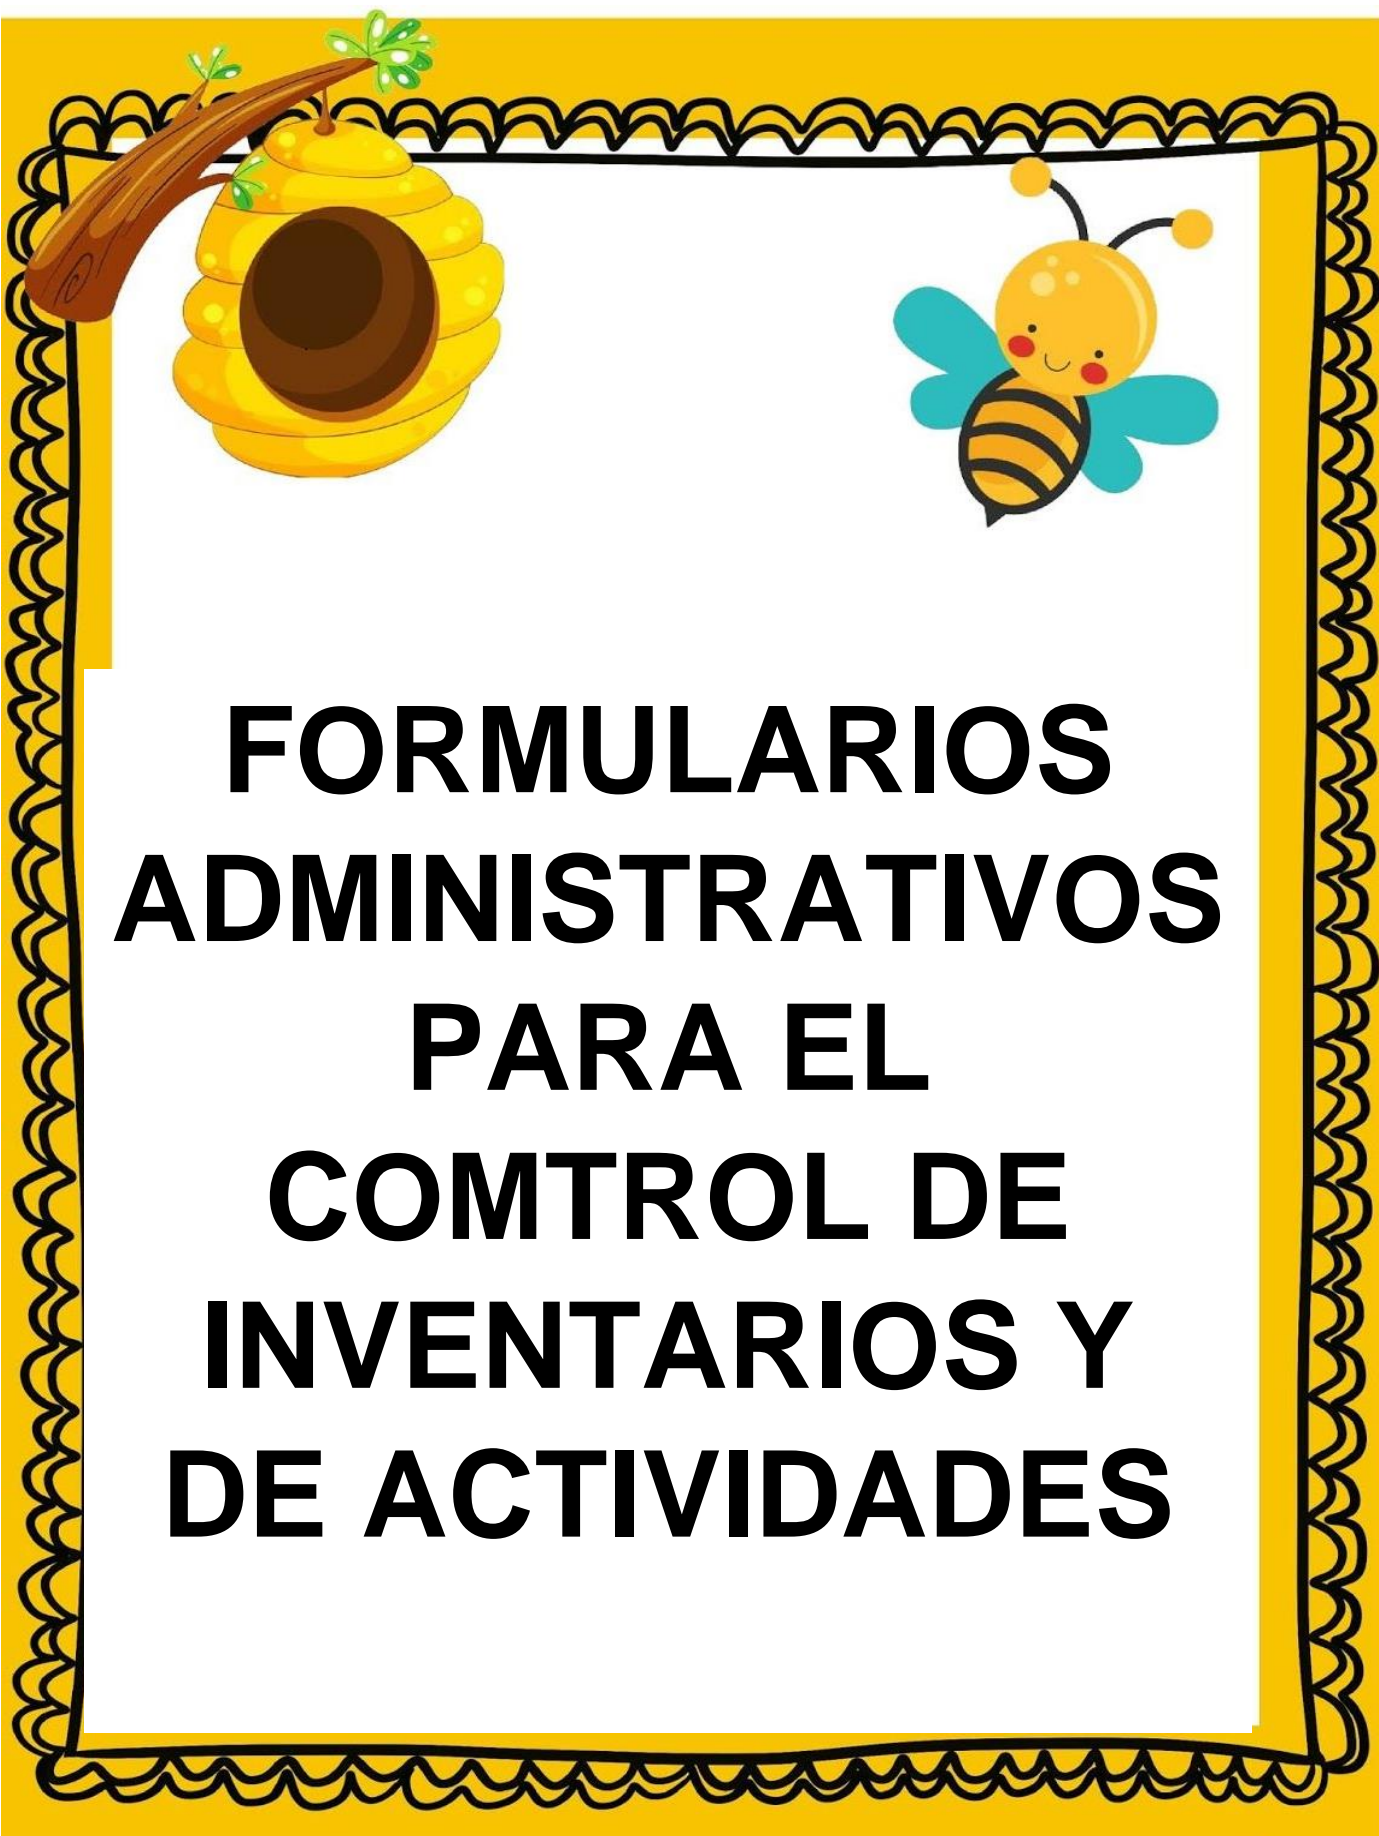 FORMULARIOS
ADMINISTRATIVOS
PARA EL
COMTROL DE
INVENTARIOS Y
DE ACTIVIDADES